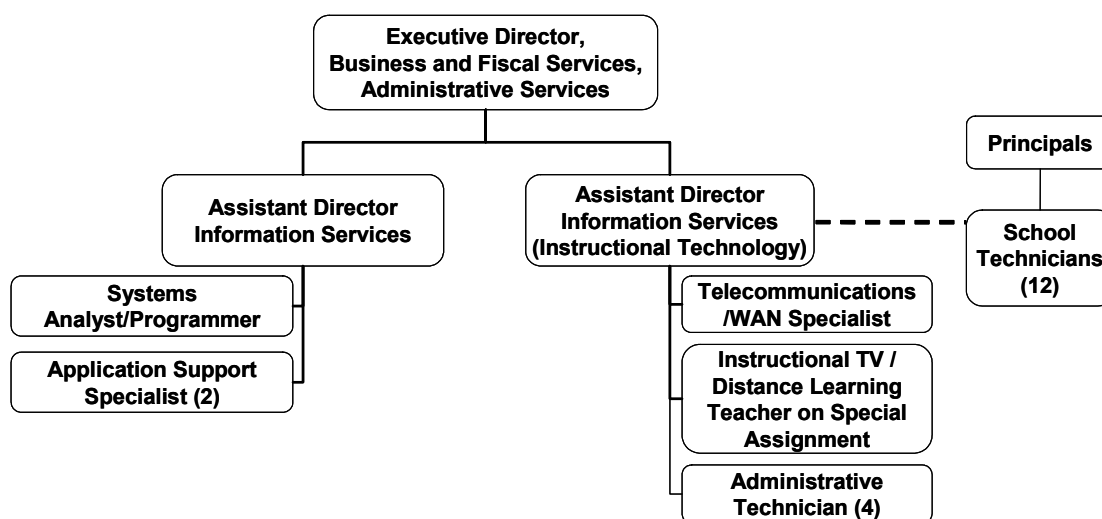 Executive Director,
Business and Fiscal Services,
Administrative Services
Principals
Assistant Director
Information Services
Assistant Director
Information Services
(Instructional Technology)
School
Technicians
(12)
Systems
Analyst/Programmer
Telecommunications
/WAN Specialist
Application Support
Specialist (2)
Instructional TV /
Distance Learning
Teacher on Special
Assignment
Administrative
Technician (4)